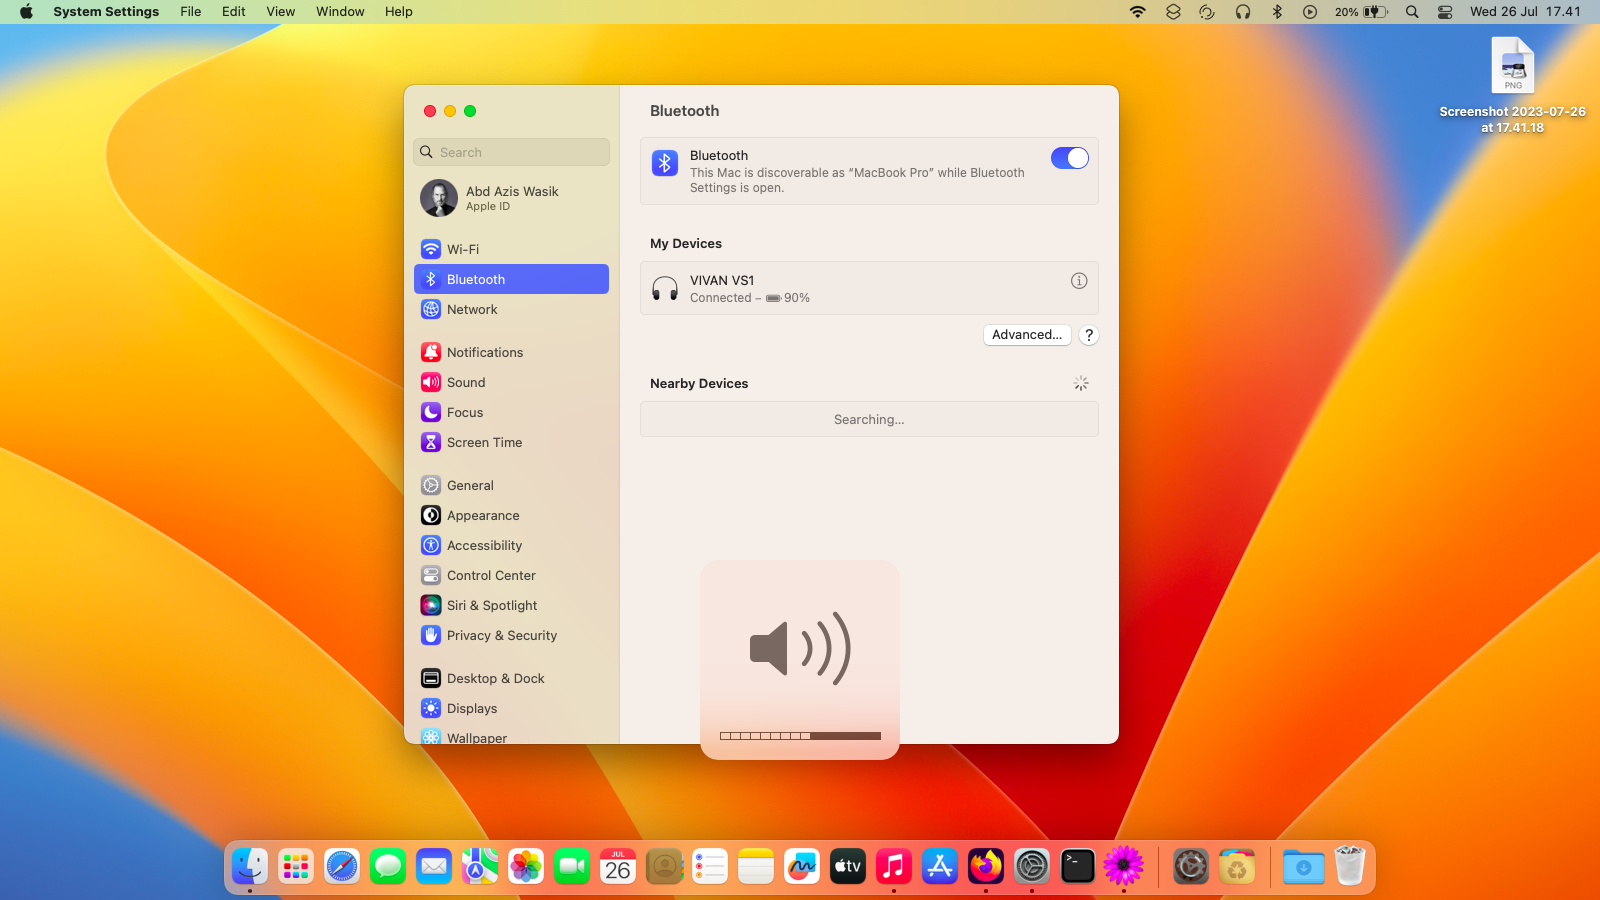 System Settings File Edit View Window Help 20% Wed 26 Jul 17.41
PNG
Screenshot 2023-07-26
at 17.41.18
Search
Abd Azis Wasik
Apple ID
Wi-Fi
Bluetooth
Network
Notifications
Sound
Focus
Screen Time
General
Appearance
Accessibility
Control Center
Siri & Spotlight
Privacy & Security
Desktop & Dock
Displays
Wallpaper
Bluetooth
Bluetooth
This Mac is discoverable as “MacBook Pro” while Bluetooth
Settings is open.
My Devices
VIVAN VS1
Connected – 90%
Advanced... ?
Nearby Devices
Searching...
JUL
26
tv
>_